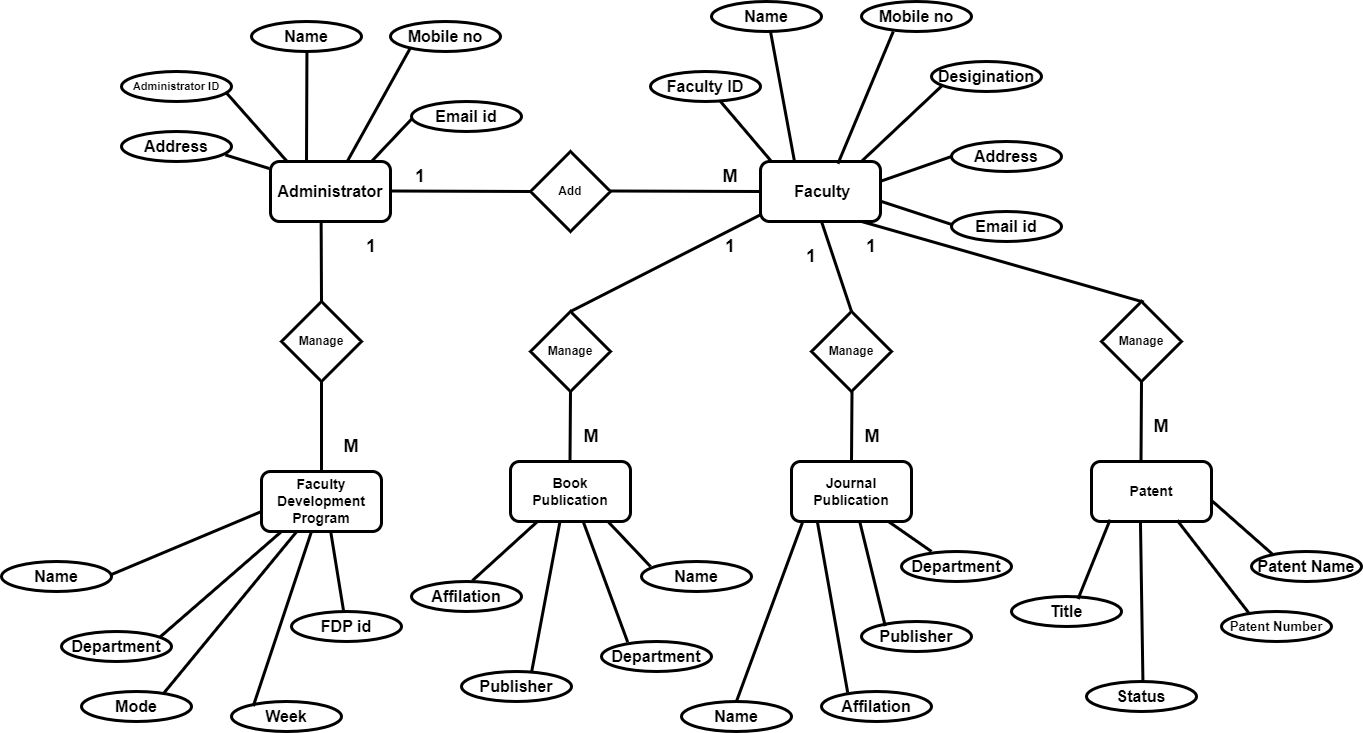 Name
Mobile no
Administrator ID
Email id
Address
Administrator
1
Add
M
Name
Mobile no
Faculty ID
Desigination
Address
Faculty
Email id
1
1
1
1
Manage
Manage
Manage
Manage
M
M
M
M
Faculty
Development
Program
Book
Publication
Journal
Publication
Patent
Name
Department
Mode
Week
FDP id
Affilation
Publisher
Department
Name
Name
Affilation
Publisher
Department
Title
Status
Patent Number
Patent Name